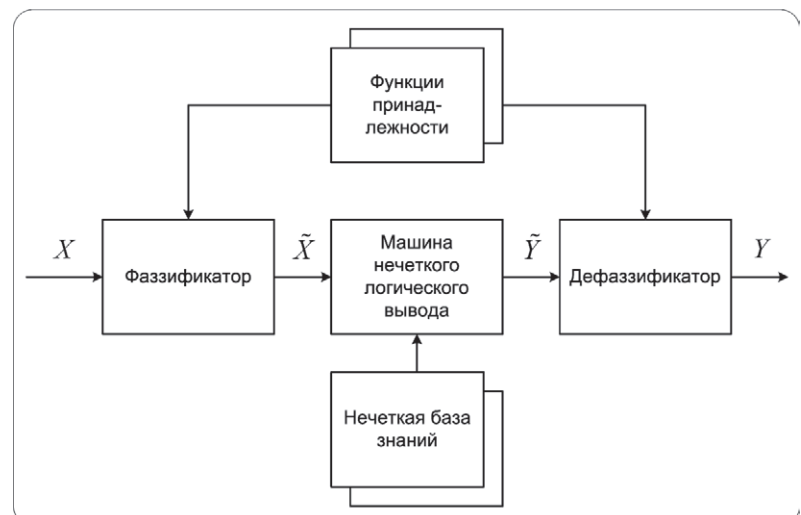 Функции
принад-
лежности
X
Фаззификатор
X̃
Машина
нечеткого
логического
вывода
Ỹ
Дефаззификатор
Y
Нечеткая база
знаний